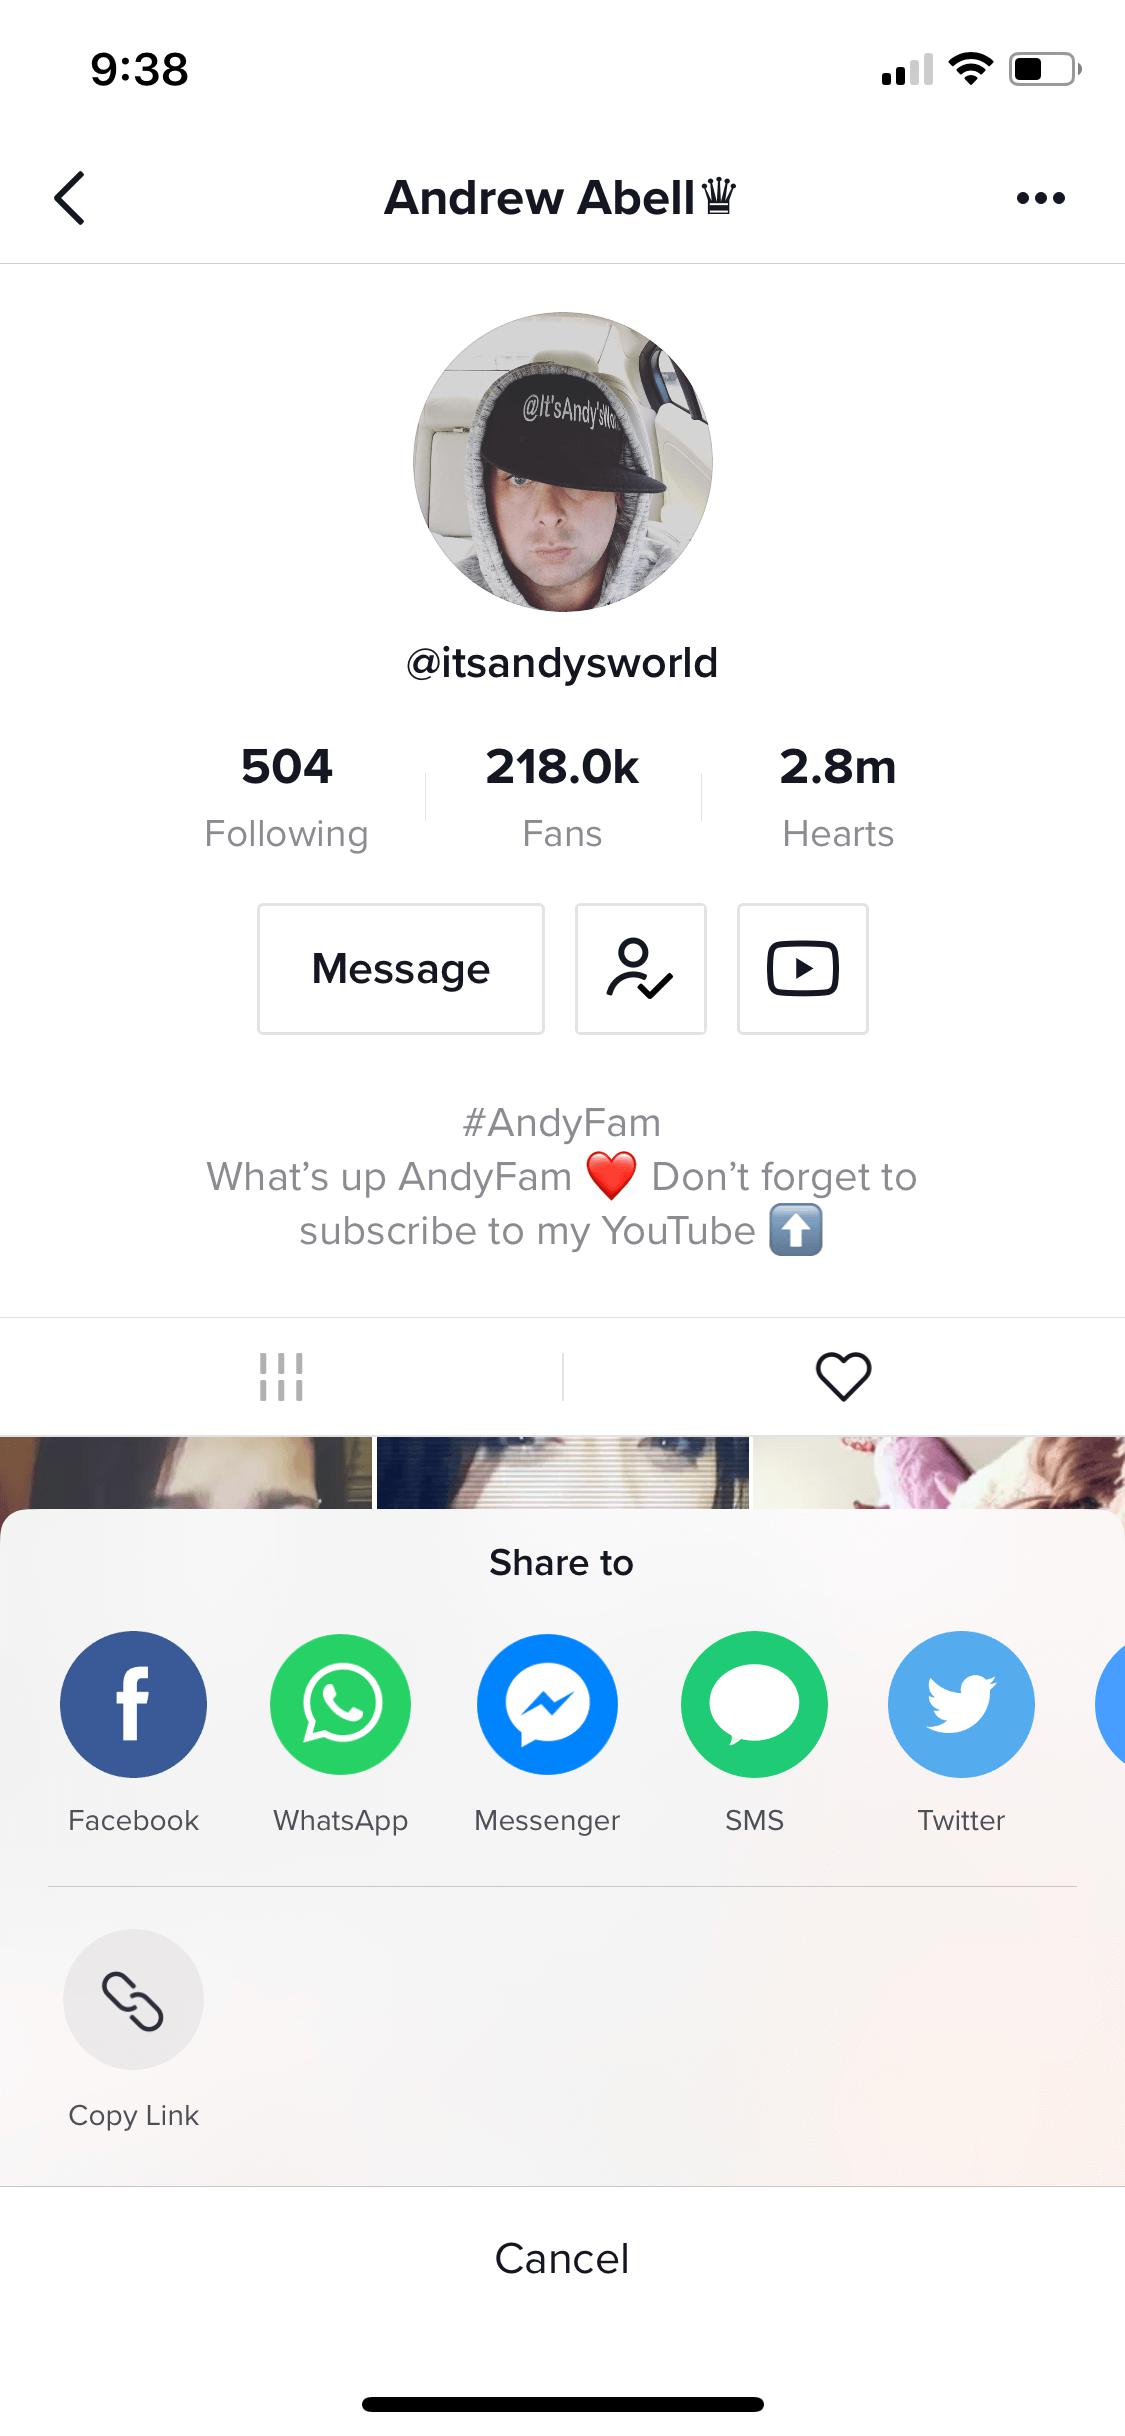 9:38
Andrew Abell♛
@It'sAndy'sWor
@itsandysworld
504
Following
218.0k
Fans
2.8m
Hearts
Message
#AndyFam
What's up AndyFam ❤️ Don't forget to
subscribe to my YouTube ⬆️
Share to
Facebook
WhatsApp
Messenger
SMS
Twitter
Copy Link
Cancel